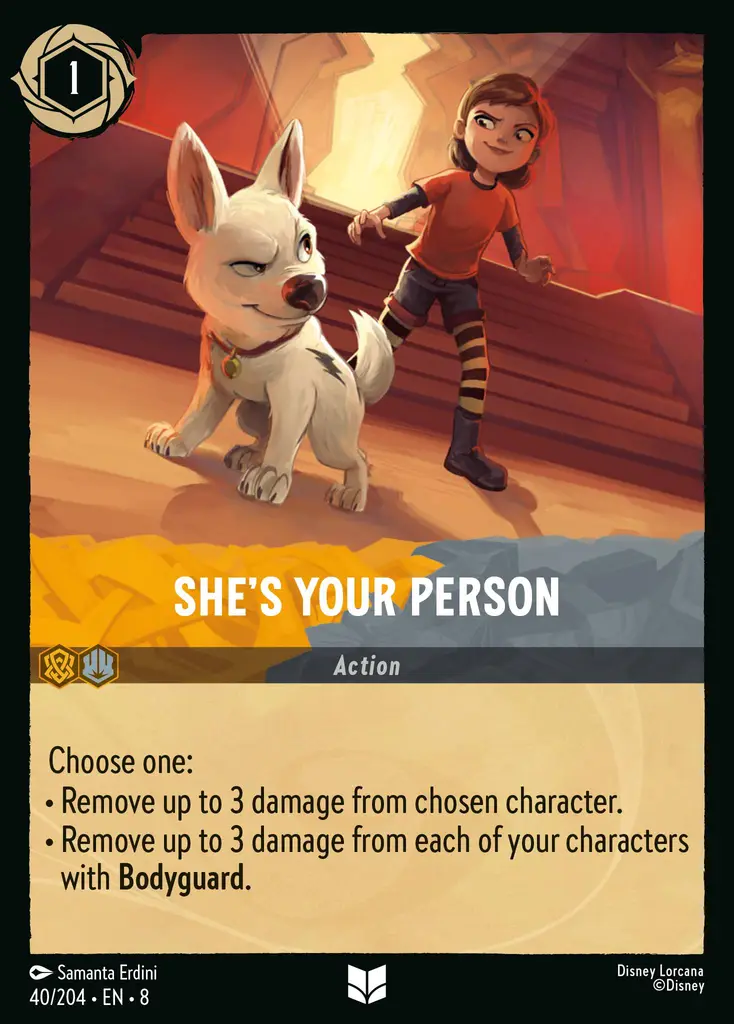 1
SHE'S YOUR PERSON
Action
Choose one:
• Remove up to 3 damage from chosen character.
• Remove up to 3 damage from each of your characters
with Bodyguard.
Samanta Erdini
40/204 • EN • 8
Disney Lorcana
©Disney